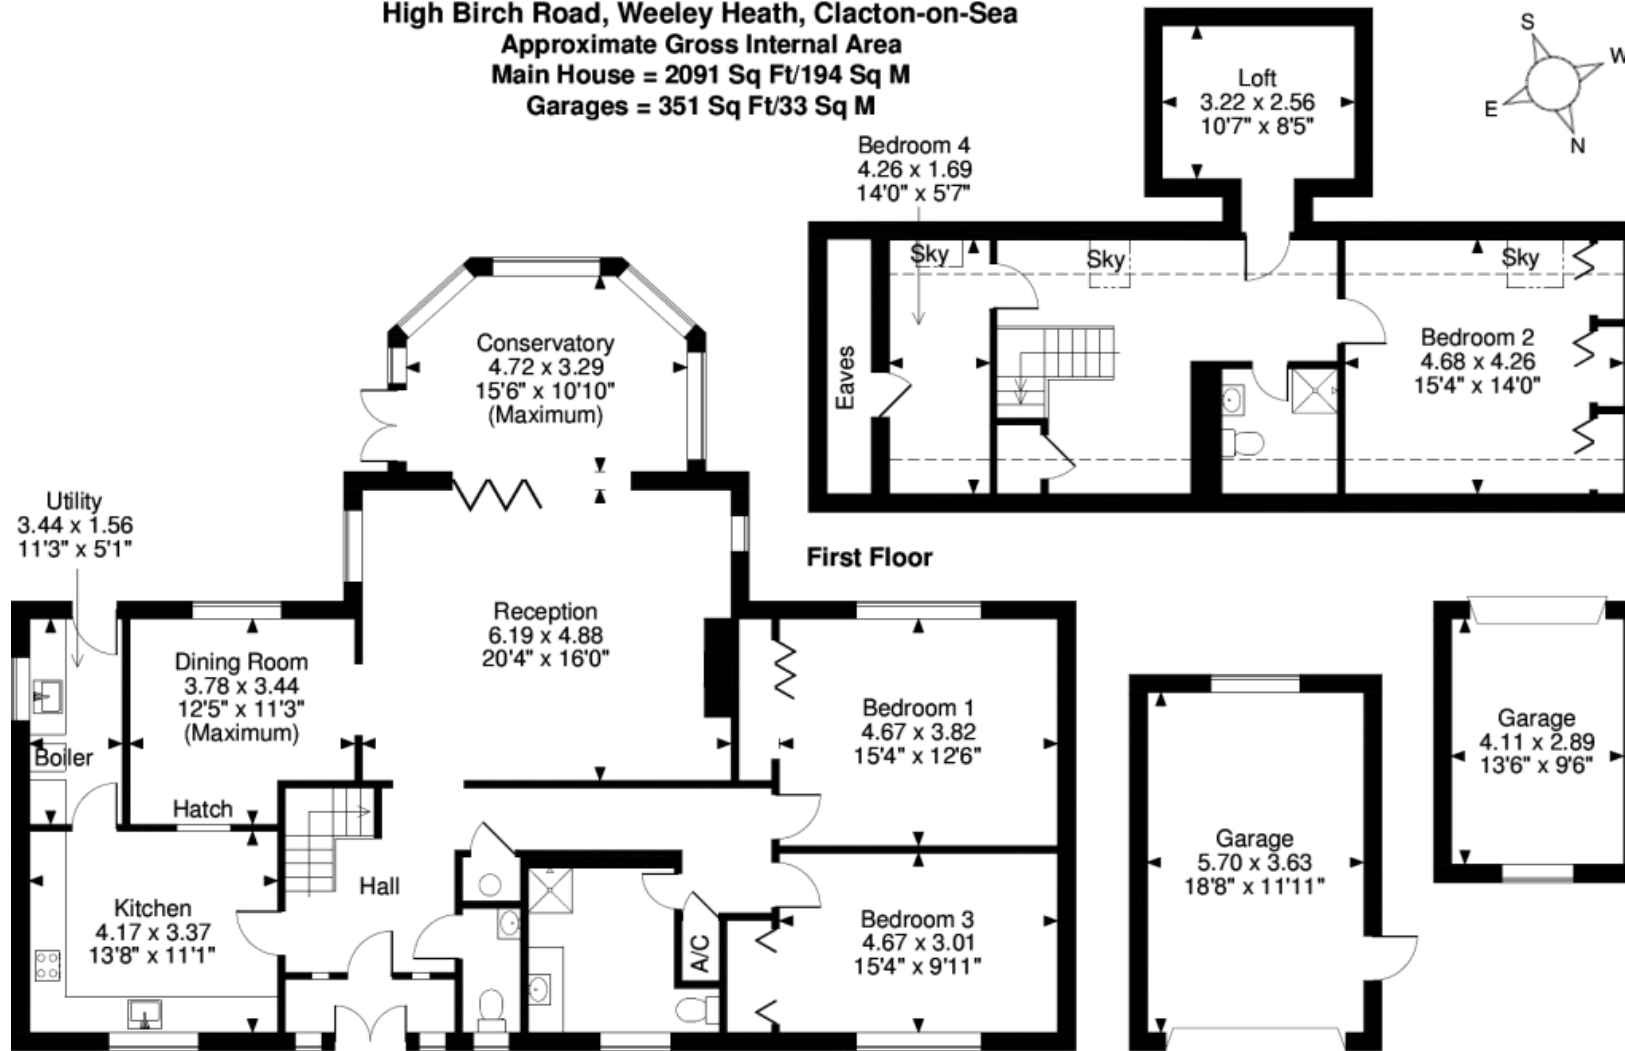 High Birch Road, Weeley Heath, Clacton-on-Sea
Approximate Gross Internal Area
Main House = 2091 Sq Ft/194 Sq M
Garages = 351 Sq Ft/33 Sq M
S
W
E
N
Loft
3.22 x 2.56
10'7" x 8'5"
Bedroom 4
4.26 x 1.69
14'0" x 5'7"
Sky
Sky
Sky
Eaves
Bedroom 2
4.68 x 4.26
15'4" x 14'0"
First Floor
Conservatory
4.72 x 3.29
15'6" x 10'10"
(Maximum)
Utility
3.44 x 1.56
11'3" x 5'1"
Reception
6.19 x 4.88
20'4" x 16'0"
Dining Room
3.78 x 3.44
12'5" x 11'3"
(Maximum)
Boiler
Hatch
Bedroom 1
4.67 x 3.82
15'4" x 12'6"
Hall
Kitchen
4.17 x 3.37
13'8" x 11'1"
A/C
Bedroom 3
4.67 x 3.01
15'4" x 9'11"
Garage
5.70 x 3.63
18'8" x 11'11"
Garage
4.11 x 2.89
13'6" x 9'6"